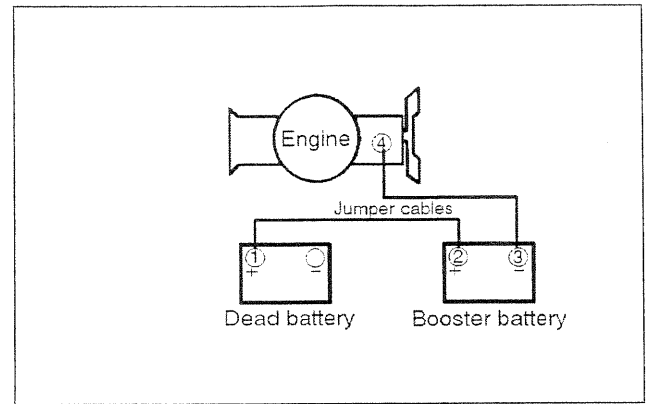 Engine
4
Jumper cables
1
2
3
+
−
+
−
Dead battery
Booster battery